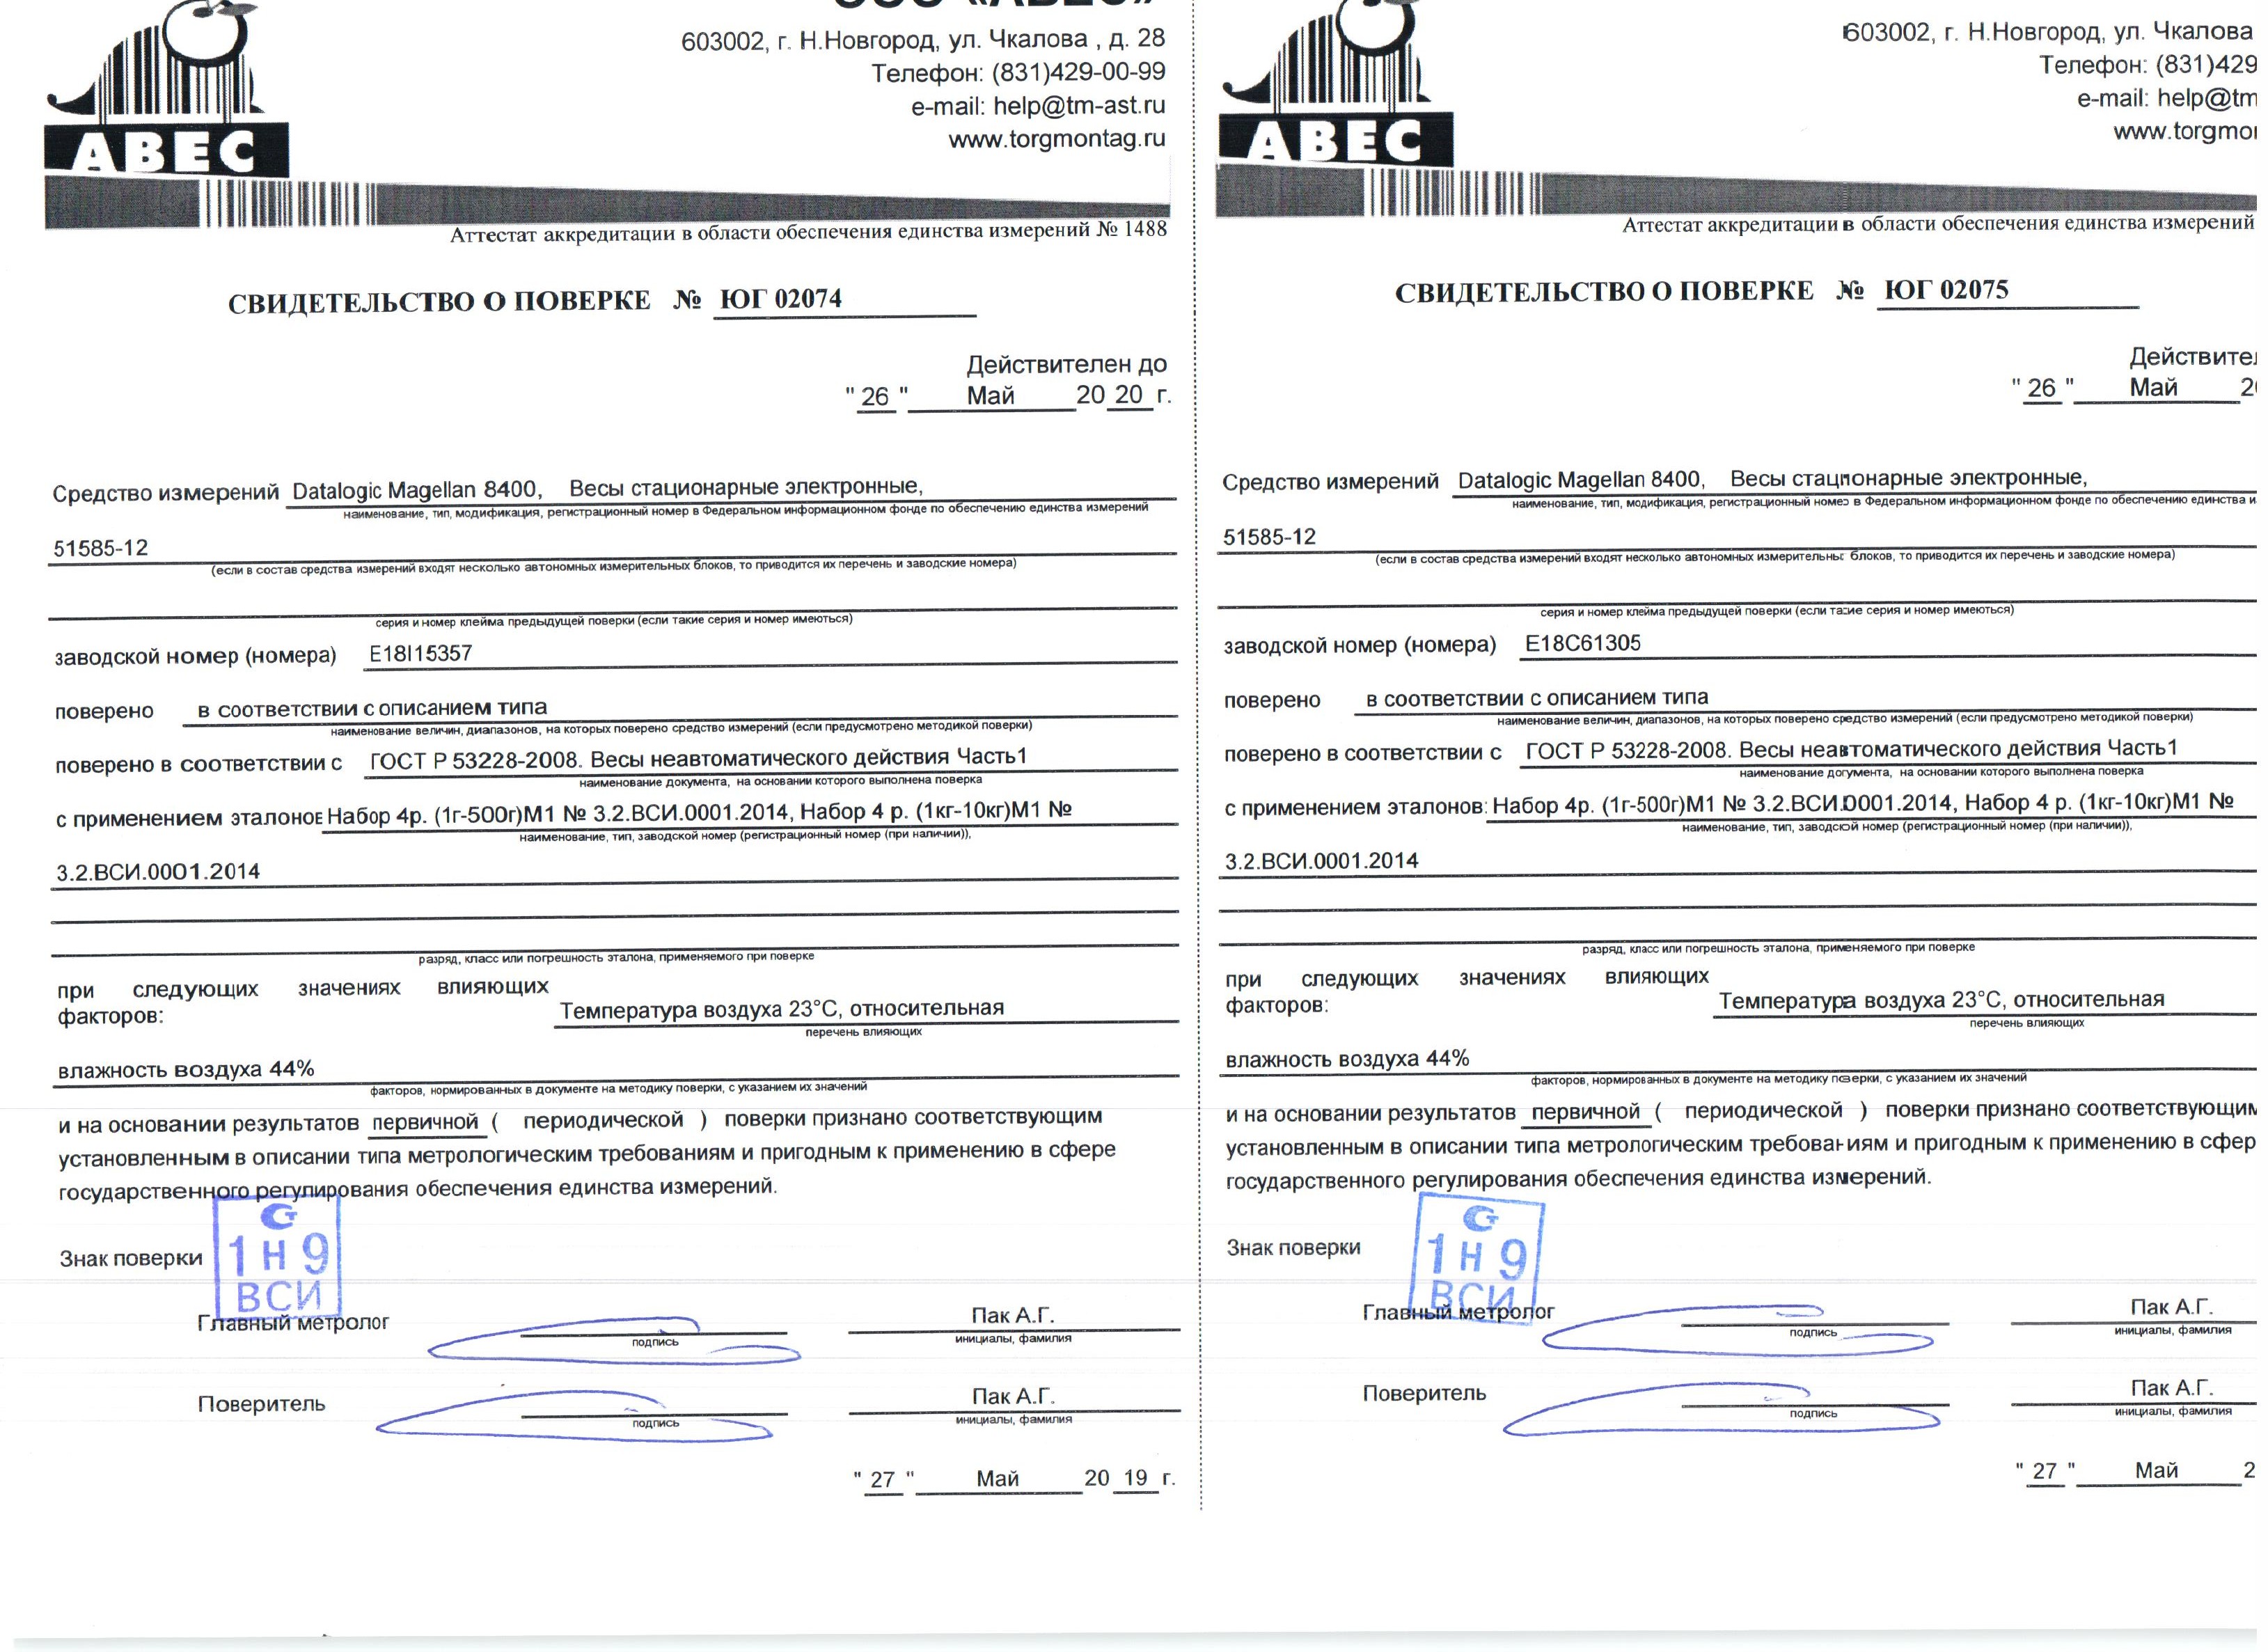 ООО «АВЕС»
603002, г. Н.Новгород, ул. Чкалова , д. 28
Телефон: (831)429-00-99
e-mail: help@tm-ast.ru
www.torgmontag.ru
АВЕС
Аттестат аккредитации в области обеспечения единства измерений № 1488
СВИДЕТЕЛЬСТВО О ПОВЕРКЕ № ЮГ 02074
Действителен до
" 26 " Май 20 20 г.
Средство измерений Datalogic Magellan 8400, Весы стационарные электронные,
наименование, тип, модификация, регистрационный номер в Федеральном информационном фонде по обеспечению единства измерений
51585-12
(если в состав средства измерений входят несколько автономных измерительных блоков, то приводится их перечень и заводские номера)
серия и номер клейма предыдущей поверки (если такие серия и номер имеються)
заводской номер (номера) E18I15357
поверено в соответствии с описанием типа
наименование величин, диапазонов, на которых поверено средство измерений (если предусмотрено методикой поверки)
поверено в соответствии с ГОСТ Р 53228-2008. Весы неавтоматического действия Часть1
наименование документа, на основании которого выполнена поверка
с применением эталонов Набор 4р. (1г-500г)М1 № 3.2.ВСИ.0001.2014, Набор 4 р. (1кг-10кг)М1 №
наименование, тип, заводской номер (регистрационный номер (при наличии)),
3.2.ВСИ.0001.2014
разряд, класс или погрешность эталона, применяемого при поверке
при следующих значениях влияющих
факторов: Температура воздуха 23°С, относительная
перечень влияющих
влажность воздуха 44%
факторов, нормированных в документе на методику поверки, с указанием их значений
и на основании результатов первичной ( периодической ) поверки признано соответствующим
установленным в описании типа метрологическим требованиям и пригодным к применению в сфере
государственного регулирования обеспечения единства измерений.
Знак поверки
1 Н 9
ВСИ
Главный метролог Пак А.Г.
подпись инициалы, фамилия
Поверитель Пак А.Г.
подпись инициалы, фамилия
" 27 " Май 20 19 г.
603002, г. Н.Новгород, ул. Чкалова
Телефон: (831)429
e-mail: help@tm
www.torgmo
АВЕС
Аттестат аккредитации в области обеспечения единства измерений
СВИДЕТЕЛЬСТВО О ПОВЕРКЕ № ЮГ 02075
Действител
" 26 " Май 2
Средство измерений Datalogic Magellan 8400, Весы стационарные электронные,
наименование, тип, модификация, регистрационный номер в Федеральном информационном фонде по обеспечению единства и
51585-12
(если в состав средства измерений входят несколько автономных измерительных блоков, то приводится их перечень и заводские номера)
серия и номер клейма предыдущей поверки (если такие серия и номер имеються)
заводской номер (номера) E18C61305
поверено в соответствии с описанием типа
наименование величин, диапазонов, на которых поверено средство измерений (если предусмотрено методикой поверки)
поверено в соответствии с ГОСТ Р 53228-2008. Весы неавтоматического действия Часть1
наименование документа, на основании которого выполнена поверка
с применением эталонов: Набор 4р. (1г-500г)М1 № 3.2.ВСИ.0001.2014, Набор 4 р. (1кг-10кг)М1 №
наименование, тип, заводской номер (регистрационный номер (при наличии)),
3.2.ВСИ.0001.2014
разряд, класс или погрешность эталона, применяемого при поверке
при следующих значениях влияющих
факторов: Температура воздуха 23°С, относительная
перечень влияющих
влажность воздуха 44%
факторов, нормированных в документе на методику поверки, с указанием их значений
и на основании результатов первичной ( периодической ) поверки признано соответствующим
установленным в описании типа метрологическим требованиям и пригодным к применению в сфер
государственного регулирования обеспечения единства измерений.
Знак поверки
1 Н 9
ВСИ
Главный метролог Пак А.Г.
подпись инициалы, фамилия
Поверитель Пак А.Г.
подпись инициалы, фамилия
" 27 " Май 2